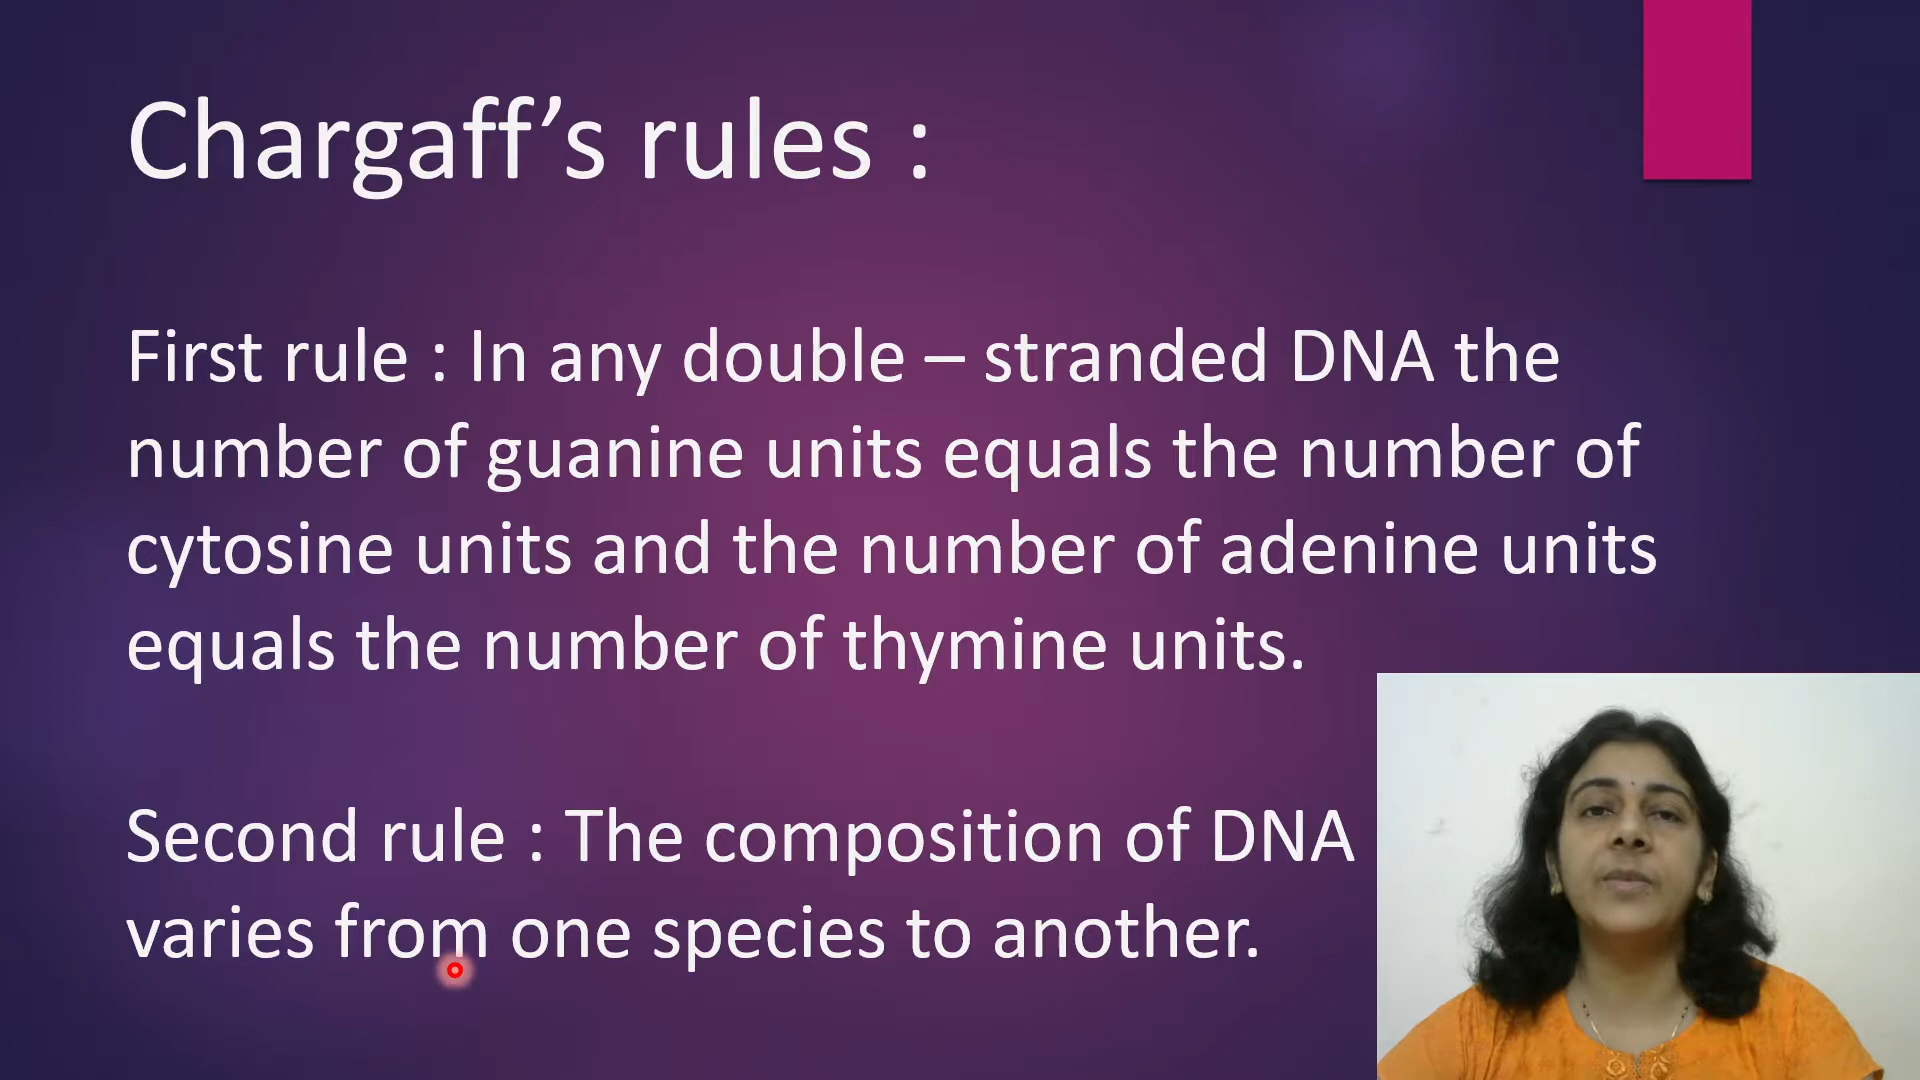 Chargaff’s rules :
First rule : In any double – stranded DNA the
number of guanine units equals the number of
cytosine units and the number of adenine units
equals the number of thymine units.
Second rule : The composition of DNA
varies from one species to another.